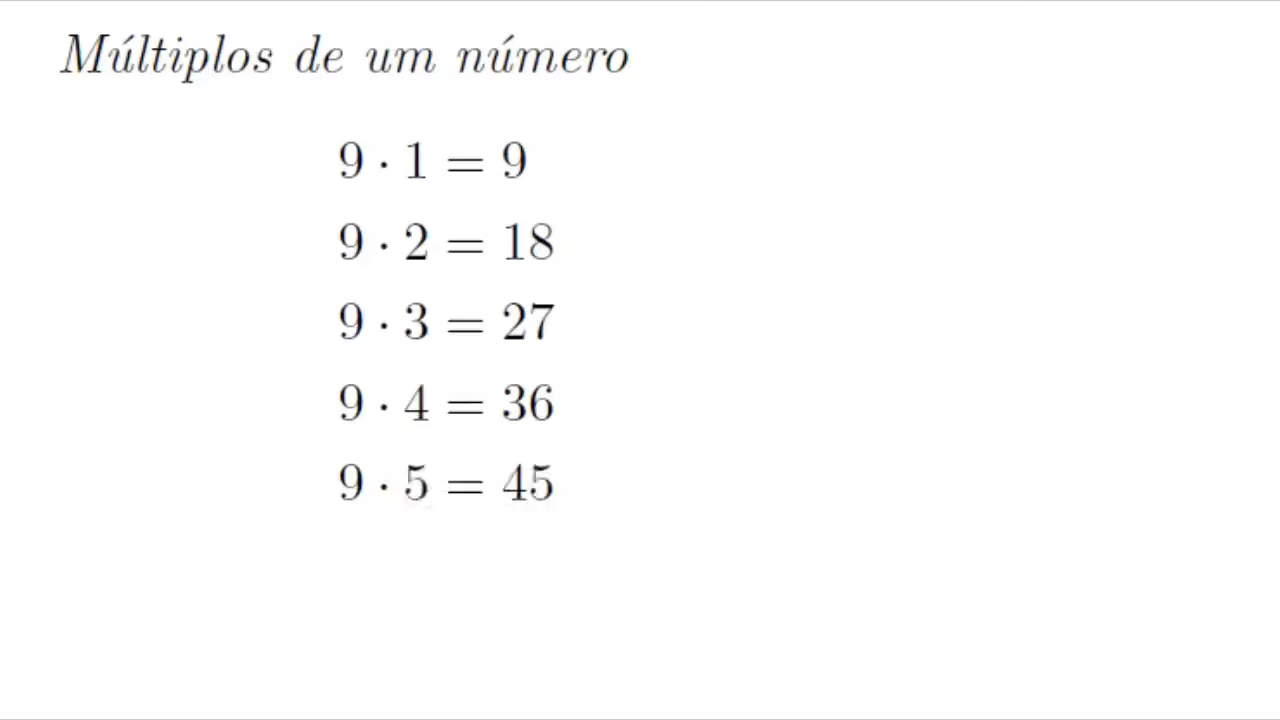 Múltiplos de um número
9 · 1 = 9
9 · 2 = 18
9 · 3 = 27
9 · 4 = 36
9 · 5 = 45